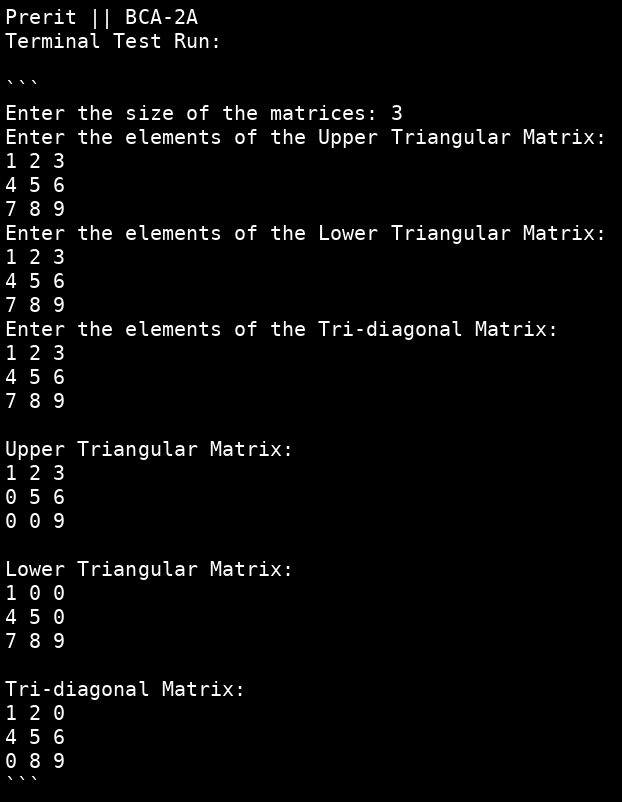 Prerit || BCA-2A
Terminal Test Run:

```
Enter the size of the matrices: 3
Enter the elements of the Upper Triangular Matrix:
1 2 3
4 5 6
7 8 9
Enter the elements of the Lower Triangular Matrix:
1 2 3
4 5 6
7 8 9
Enter the elements of the Tri-diagonal Matrix:
1 2 3
4 5 6
7 8 9

Upper Triangular Matrix:
1 2 3
0 5 6
0 0 9

Lower Triangular Matrix:
1 0 0
4 5 0
7 8 9

Tri-diagonal Matrix:
1 2 0
4 5 6
0 8 9
```